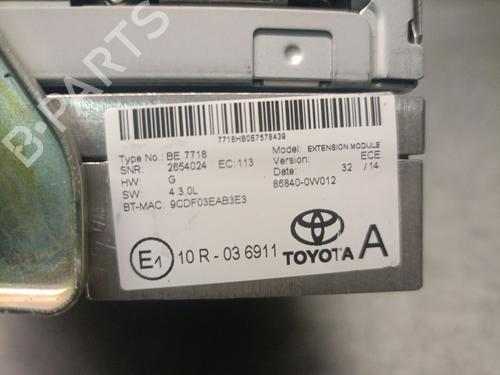 B-PARTS
7718HB0E7578439
Type No.: BE 7718 Model: EXTENSION MODULE
SNR: 2654024 EC: 113 Version: ECE
HW: G Date: 32 / 14
SW: 4.3.0L 86840-0W012
BT-MAC: 9CDF03EAB3E3
E1 10 R - 03 6911 TOYOTA A